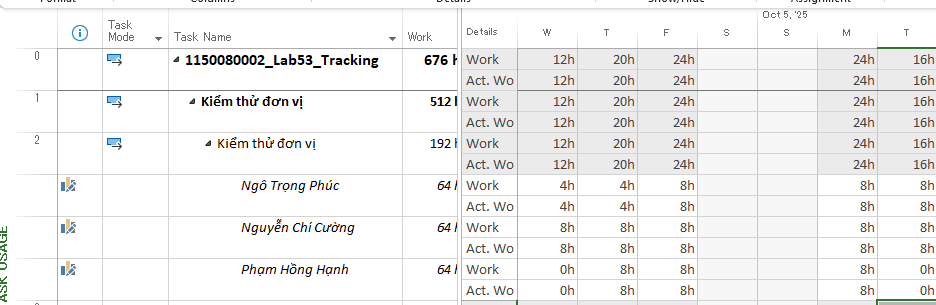 Details
Oct 5, '25
Task Mode Task Name Work Details W T F S S M T
0 1150080002_Lab53_Tracking 676 h Work 12h 20h 24h 24h 16h
Act. Wo 12h 20h 24h 24h 16h
1 Kiểm thử đơn vị 512 h Work 12h 20h 24h 24h 16h
Act. Wo 12h 20h 24h 24h 16h
2 Kiểm thử đơn vị 192 h Work 12h 20h 24h 24h 16h
Act. Wo 12h 20h 24h 24h 16h
Ngô Trọng Phúc 64 h Work 4h 4h 8h 8h 8h
Act. Wo 4h 4h 8h 8h 8h
Nguyễn Chí Cường 64 h Work 8h 8h 8h 8h 8h
Act. Wo 8h 8h 8h 8h 8h
Phạm Hồng Hạnh 64 h Work 0h 8h 8h 8h 0h
Act. Wo 0h 8h 8h 8h 0h
ASK USAGE